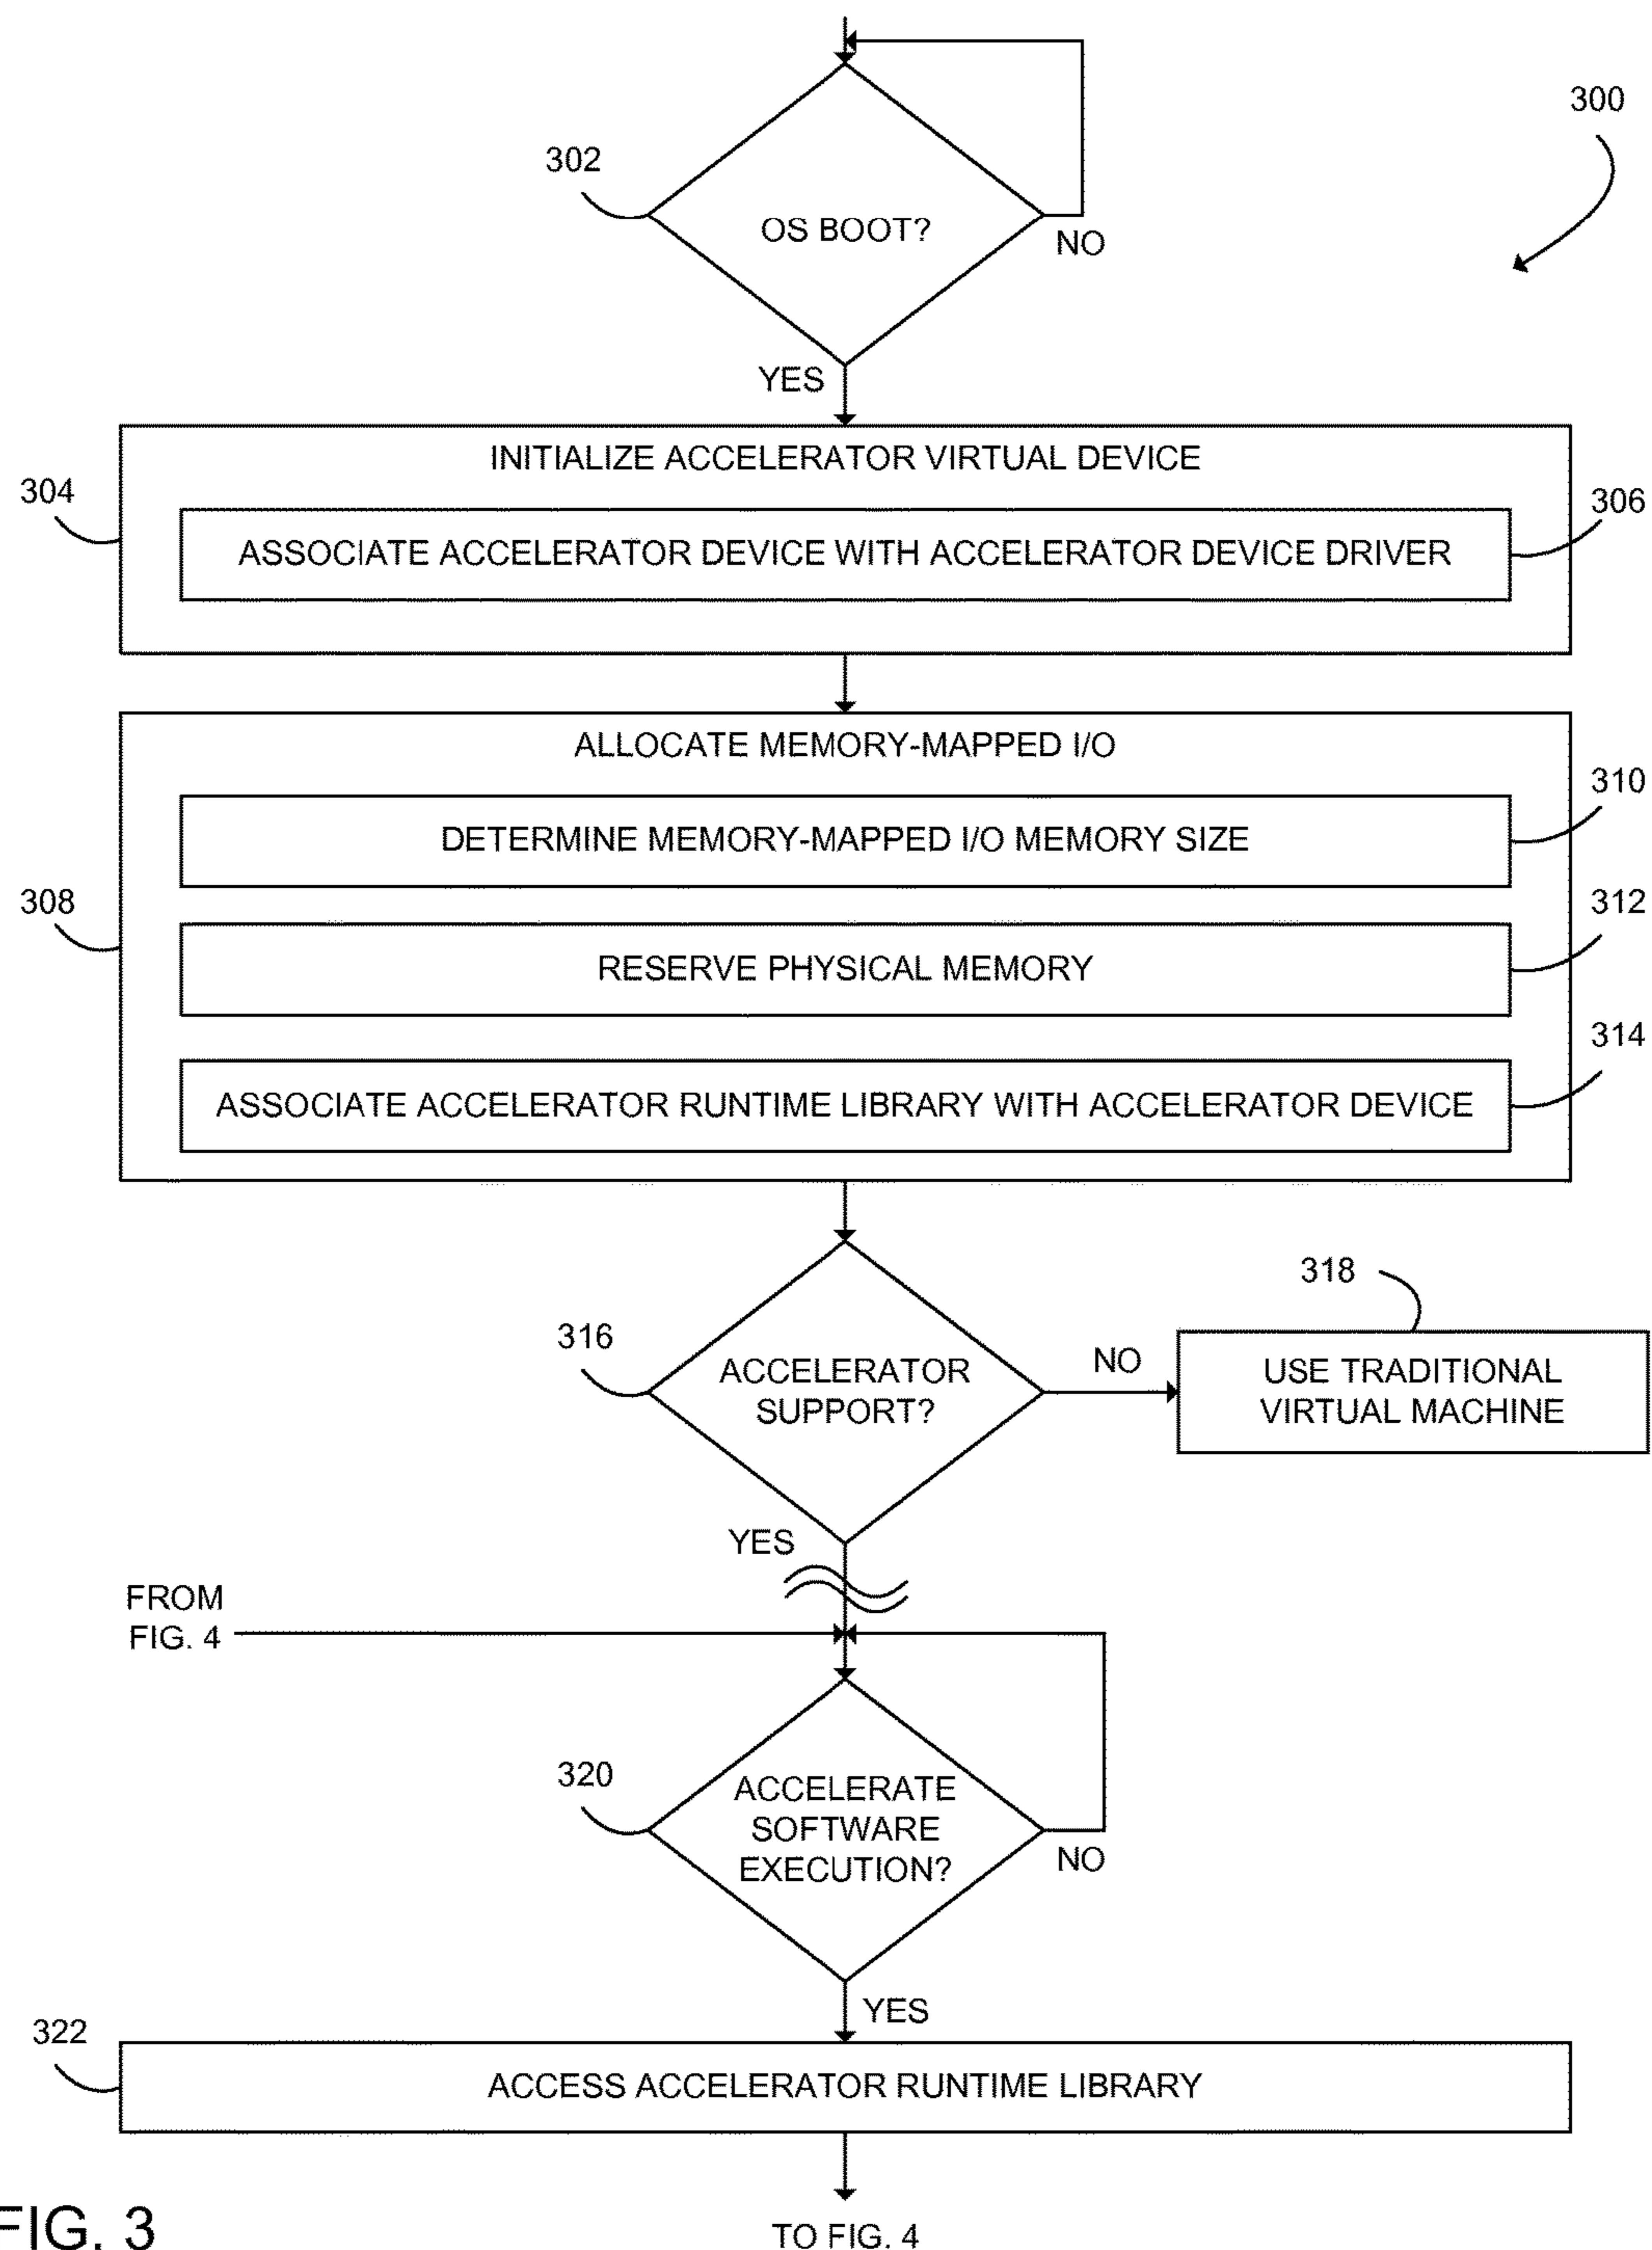 300
302
OS BOOT?
NO
YES
INITIALIZE ACCELERATOR VIRTUAL DEVICE
304
306
ASSOCIATE ACCELERATOR DEVICE WITH ACCELERATOR DEVICE DRIVER
ALLOCATE MEMORY-MAPPED I/O
310
DETERMINE MEMORY-MAPPED I/O MEMORY SIZE
308
312
RESERVE PHYSICAL MEMORY
314
ASSOCIATE ACCELERATOR RUNTIME LIBRARY WITH ACCELERATOR DEVICE
318
316
ACCELERATOR
SUPPORT?
NO
USE TRADITIONAL
VIRTUAL MACHINE
YES
FROM
FIG. 4
320
ACCELERATE
SOFTWARE
EXECUTION?
NO
YES
322
ACCESS ACCELERATOR RUNTIME LIBRARY
FIG. 3
TO FIG. 4